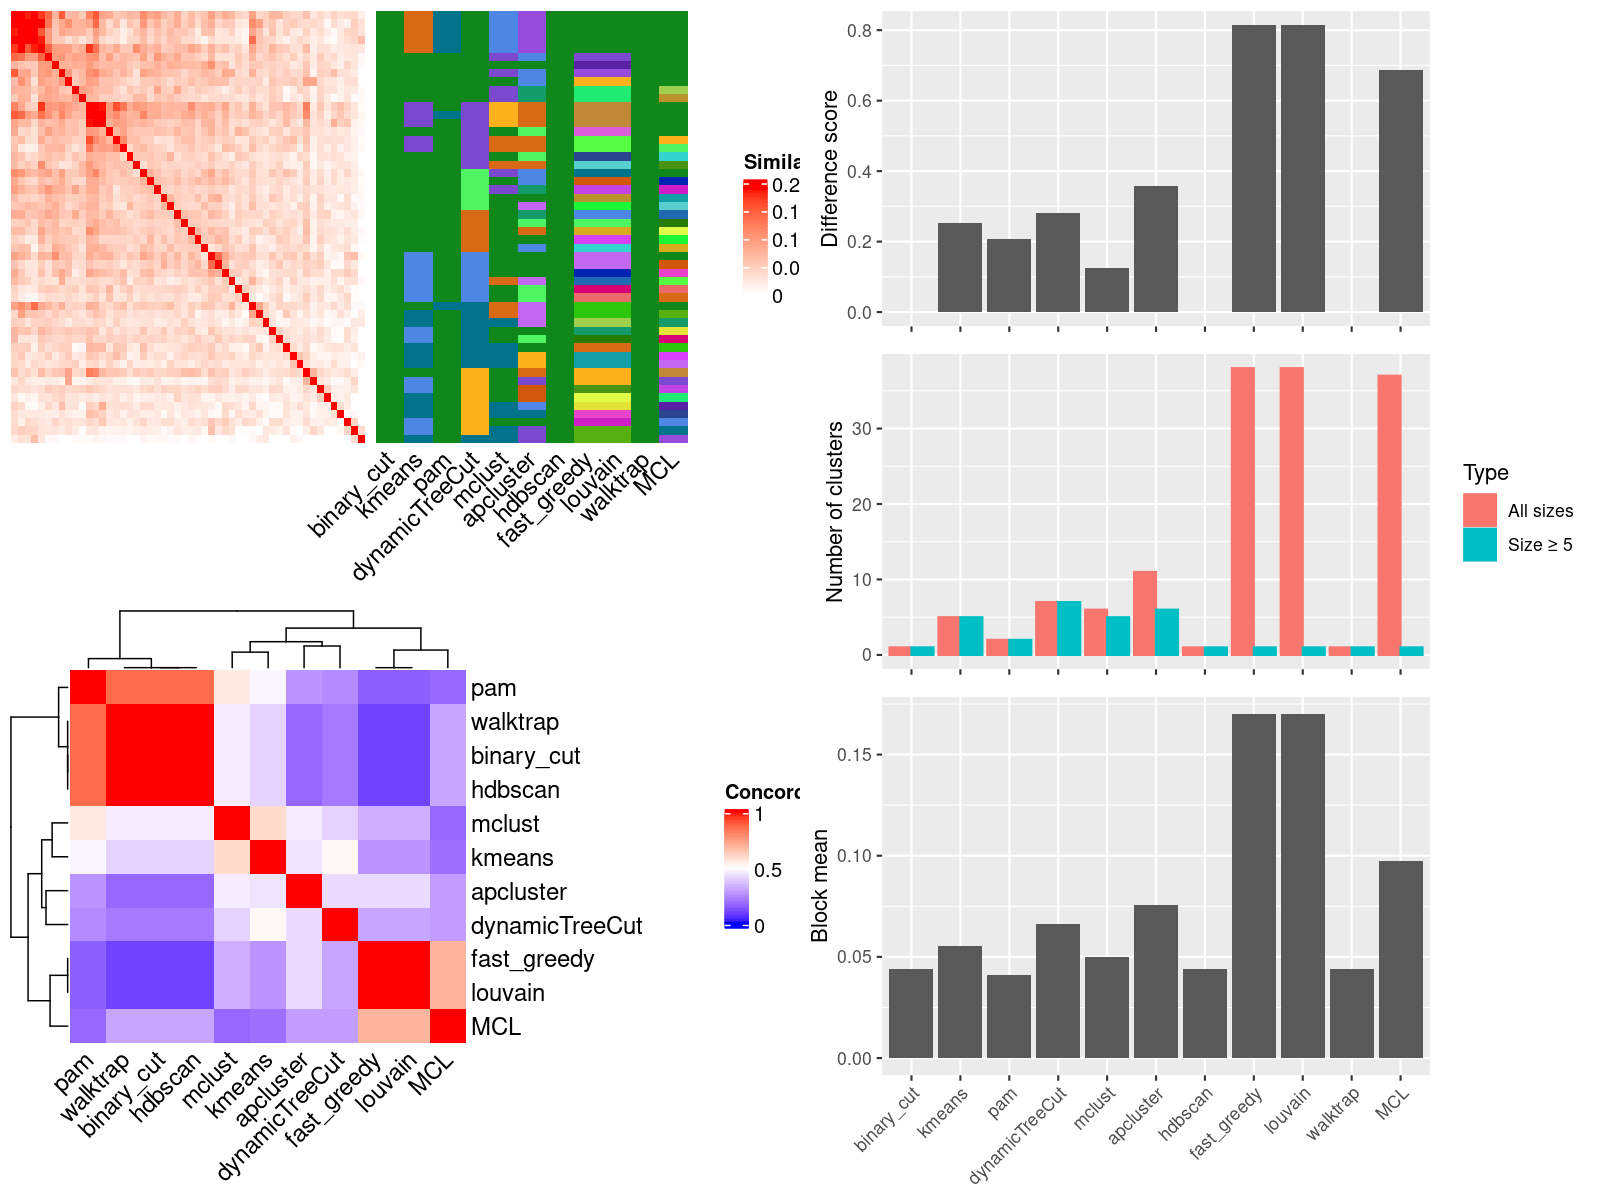 Simila
0.2
0.1
0.1
0.0
0
binary_cut
kmeans
pam
dynamicTreeCut
mclust
apcluster
hdbscan
fast_greedy
louvain
walktrap
MCL
pam
walktrap
binary_cut
hdbscan
mclust
kmeans
apcluster
dynamicTreeCut
fast_greedy
louvain
MCL
pam
walktrap
binary_cut
hdbscan
mclust
kmeans
apcluster
dynamicTreeCut
fast_greedy
louvain
MCL
Concord
1
0.5
0
Difference score
0.8
0.6
0.4
0.2
0.0
Number of clusters
30
20
10
0
Type
All sizes
Size ≥ 5
Block mean
0.15
0.10
0.05
0.00
binary_cut
kmeans
pam
dynamicTreeCut
mclust
apcluster
hdbscan
fast_greedy
louvain
walktrap
MCL